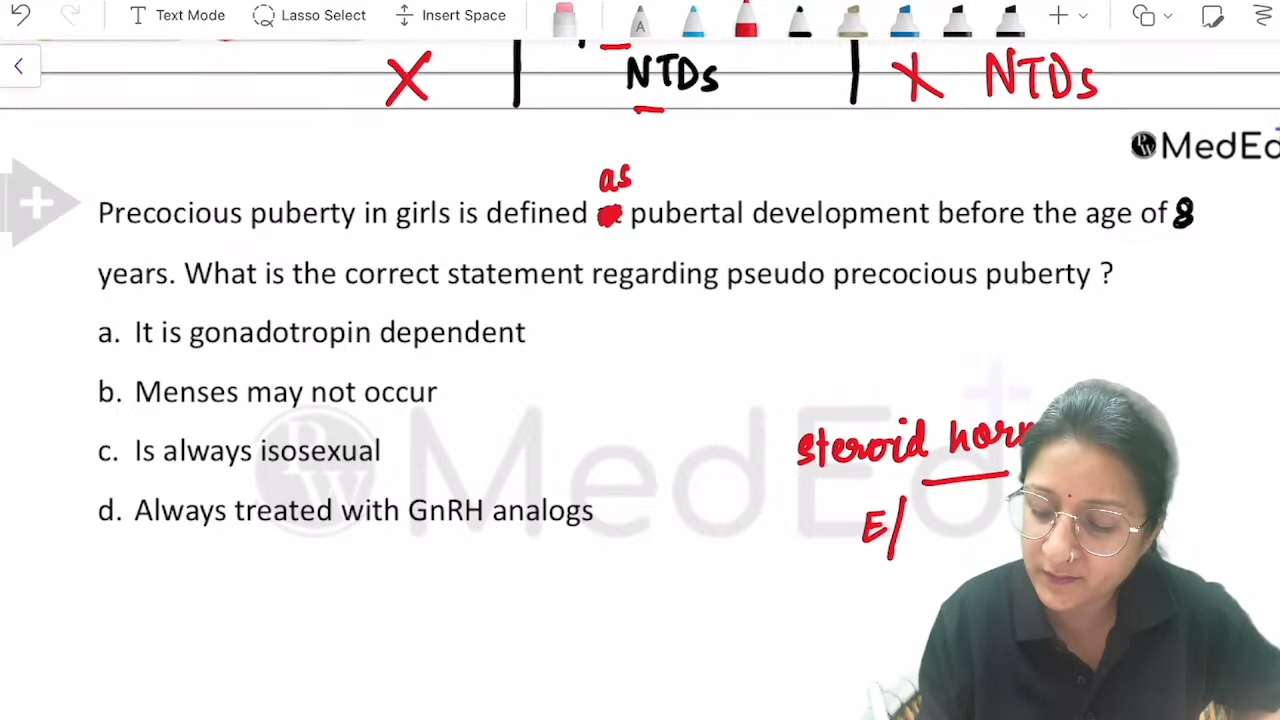 Text Mode Lasso Select Insert Space
NTDs X NTDs
X
MedEd
as
Precocious puberty in girls is defined pubertal development before the age of 8
years. What is the correct statement regarding pseudo precocious puberty ?
a. It is gonadotropin dependent
b. Menses may not occur
c. Is always isosexual
d. Always treated with GnRH analogs
steroid horm
E/
MedEd